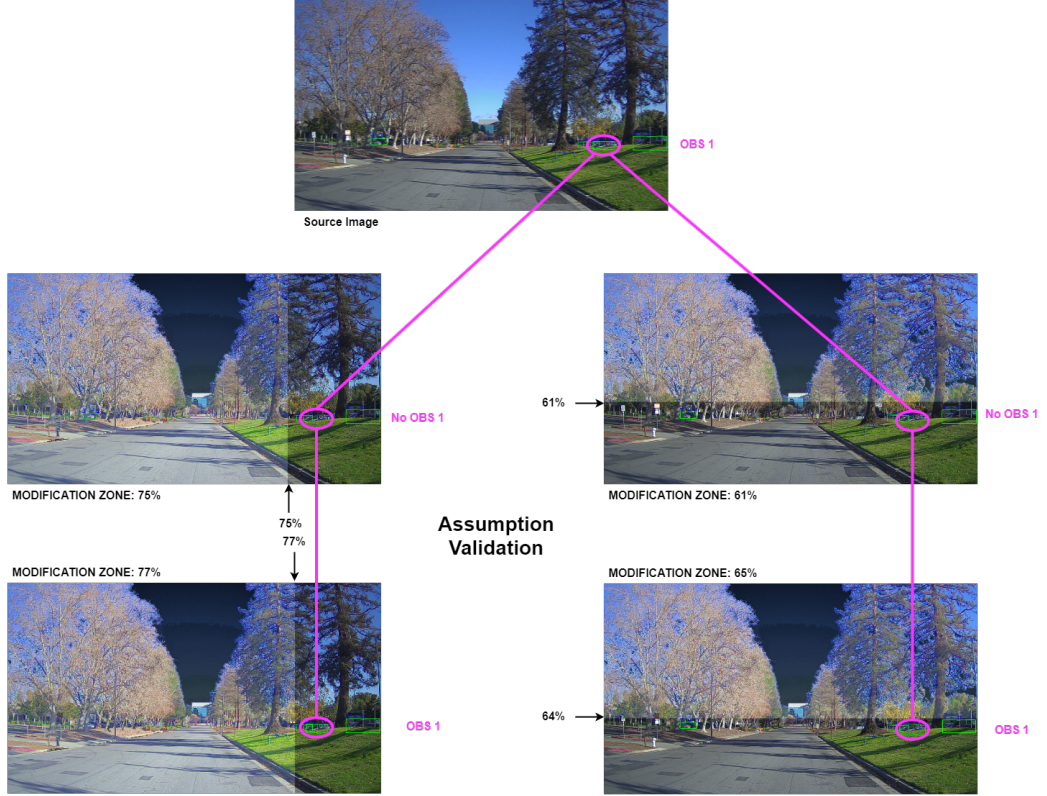 OBS 1
Source Image
No OBS 1
61%
No OBS 1
MODIFICATION ZONE: 75%
MODIFICATION ZONE: 61%
75%
77%
Assumption
Validation
MODIFICATION ZONE: 77%
MODIFICATION ZONE: 65%
64%
OBS 1
OBS 1